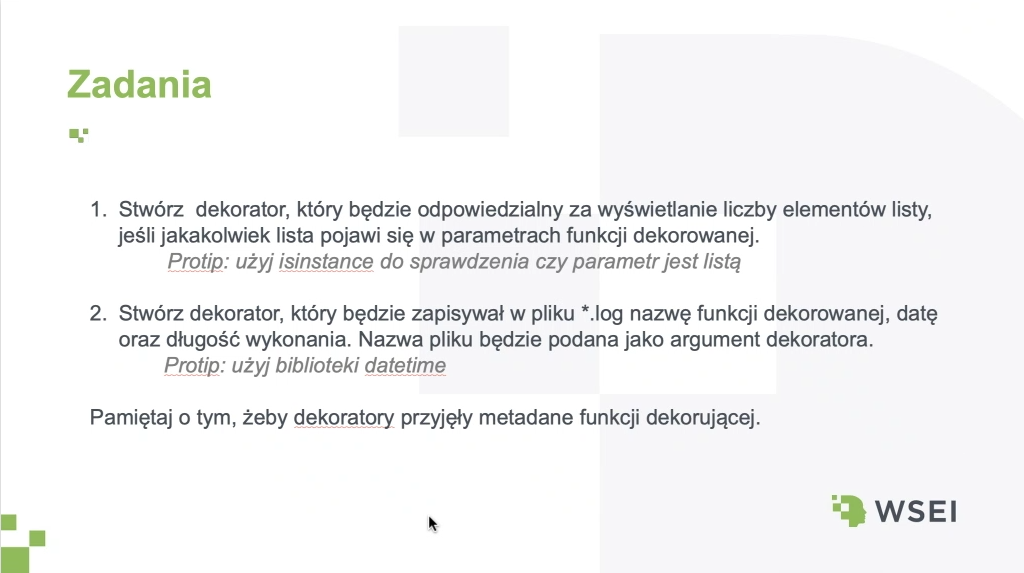 Zadania
1. Stwórz dekorator, który będzie odpowiedzialny za wyświetlanie liczby elementów listy,
jeśli jakakolwiek lista pojawi się w parametrach funkcji dekorowanej.
Protip: użyj isinstance do sprawdzenia czy parametr jest listą
2. Stwórz dekorator, który będzie zapisywał w pliku *.log nazwę funkcji dekorowanej, datę
oraz długość wykonania. Nazwa pliku będzie podana jako argument dekoratora.
Protip: użyj biblioteki datetime
Pamiętaj o tym, żeby dekoratory przyjęły metadane funkcji dekorującej.
WSEI